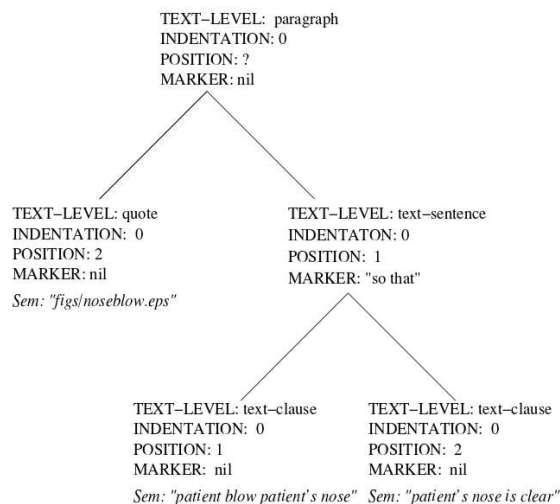 TEXT–LEVEL: paragraph
INDENTATION: 0
POSITION: ?
MARKER: nil
TEXT–LEVEL: quote
INDENTATION: 0
POSITION: 2
MARKER: nil
Sem: "figs/noseblow.eps"
TEXT–LEVEL: text–sentence
INDENTATON: 0
POSITION: 1
MARKER: "so that"
TEXT–LEVEL: text–clause
INDENTATION: 0
POSITION: 1
MARKER: nil
Sem: "patient blow patient's nose"
TEXT–LEVEL: text–clause
INDENTATION: 0
POSITION: 2
MARKER: nil
Sem: "patient's nose is clear"